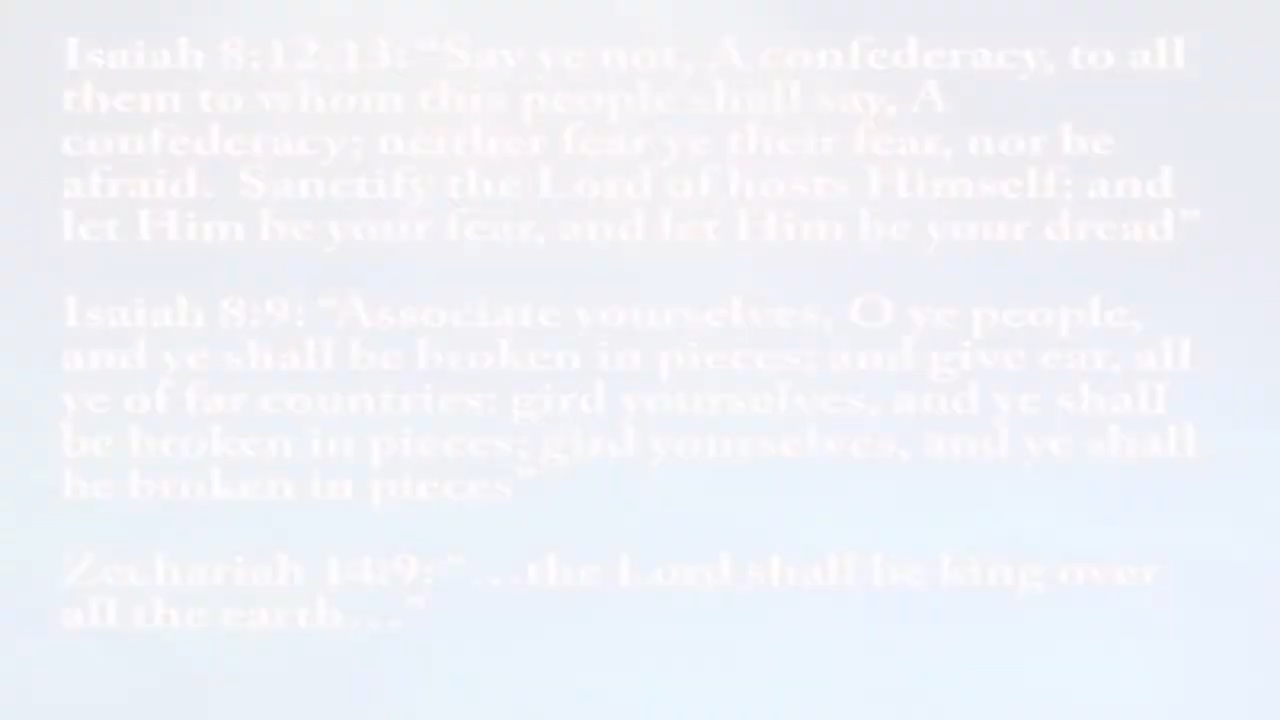 Isaiah 8:12,13: "Say ye not, A confederacy, to all
them to whom this people shall say, A
confederacy; neither fear ye their fear, nor be
afraid. Sanctify the Lord of hosts Himself; and
let Him be your fear, and let Him be your dread"
Isaiah 8:9: "Associate yourselves, O ye people,
and ye shall be broken in pieces; and give ear, all
ye of far countries: gird yourselves, and ye shall
be broken in pieces; gird yourselves, and ye shall
be broken in pieces"
Zechariah 14:9: "…the Lord shall be king over
all the earth…"